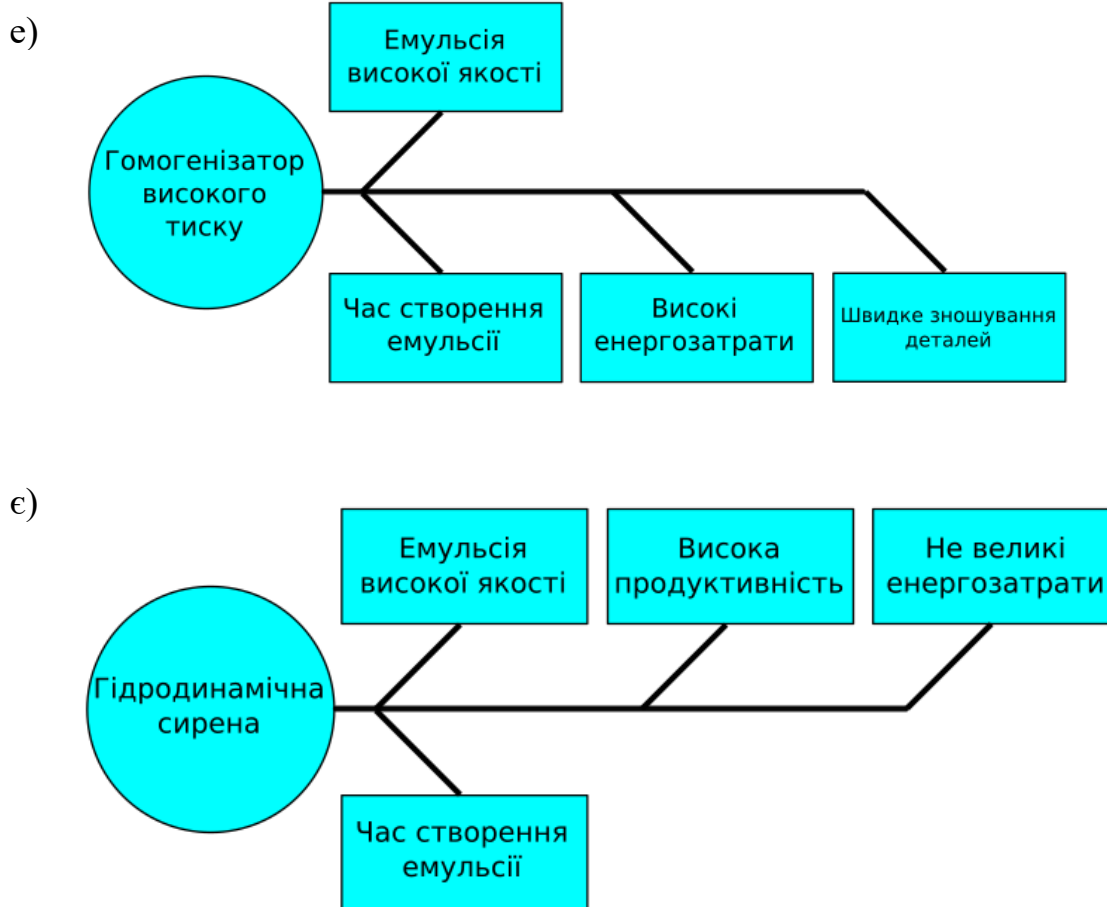 е)
Емульсія
високої якості
Гомогенізатор
високого
тиску
Час створення
емульсії
Високі
енергозатрати
Швидке зношування
деталей
є)
Емульсія
високої якості
Висока
продуктивність
Не великі
енергозатрати
Гідродинамічна
сирена
Час створення
емульсії